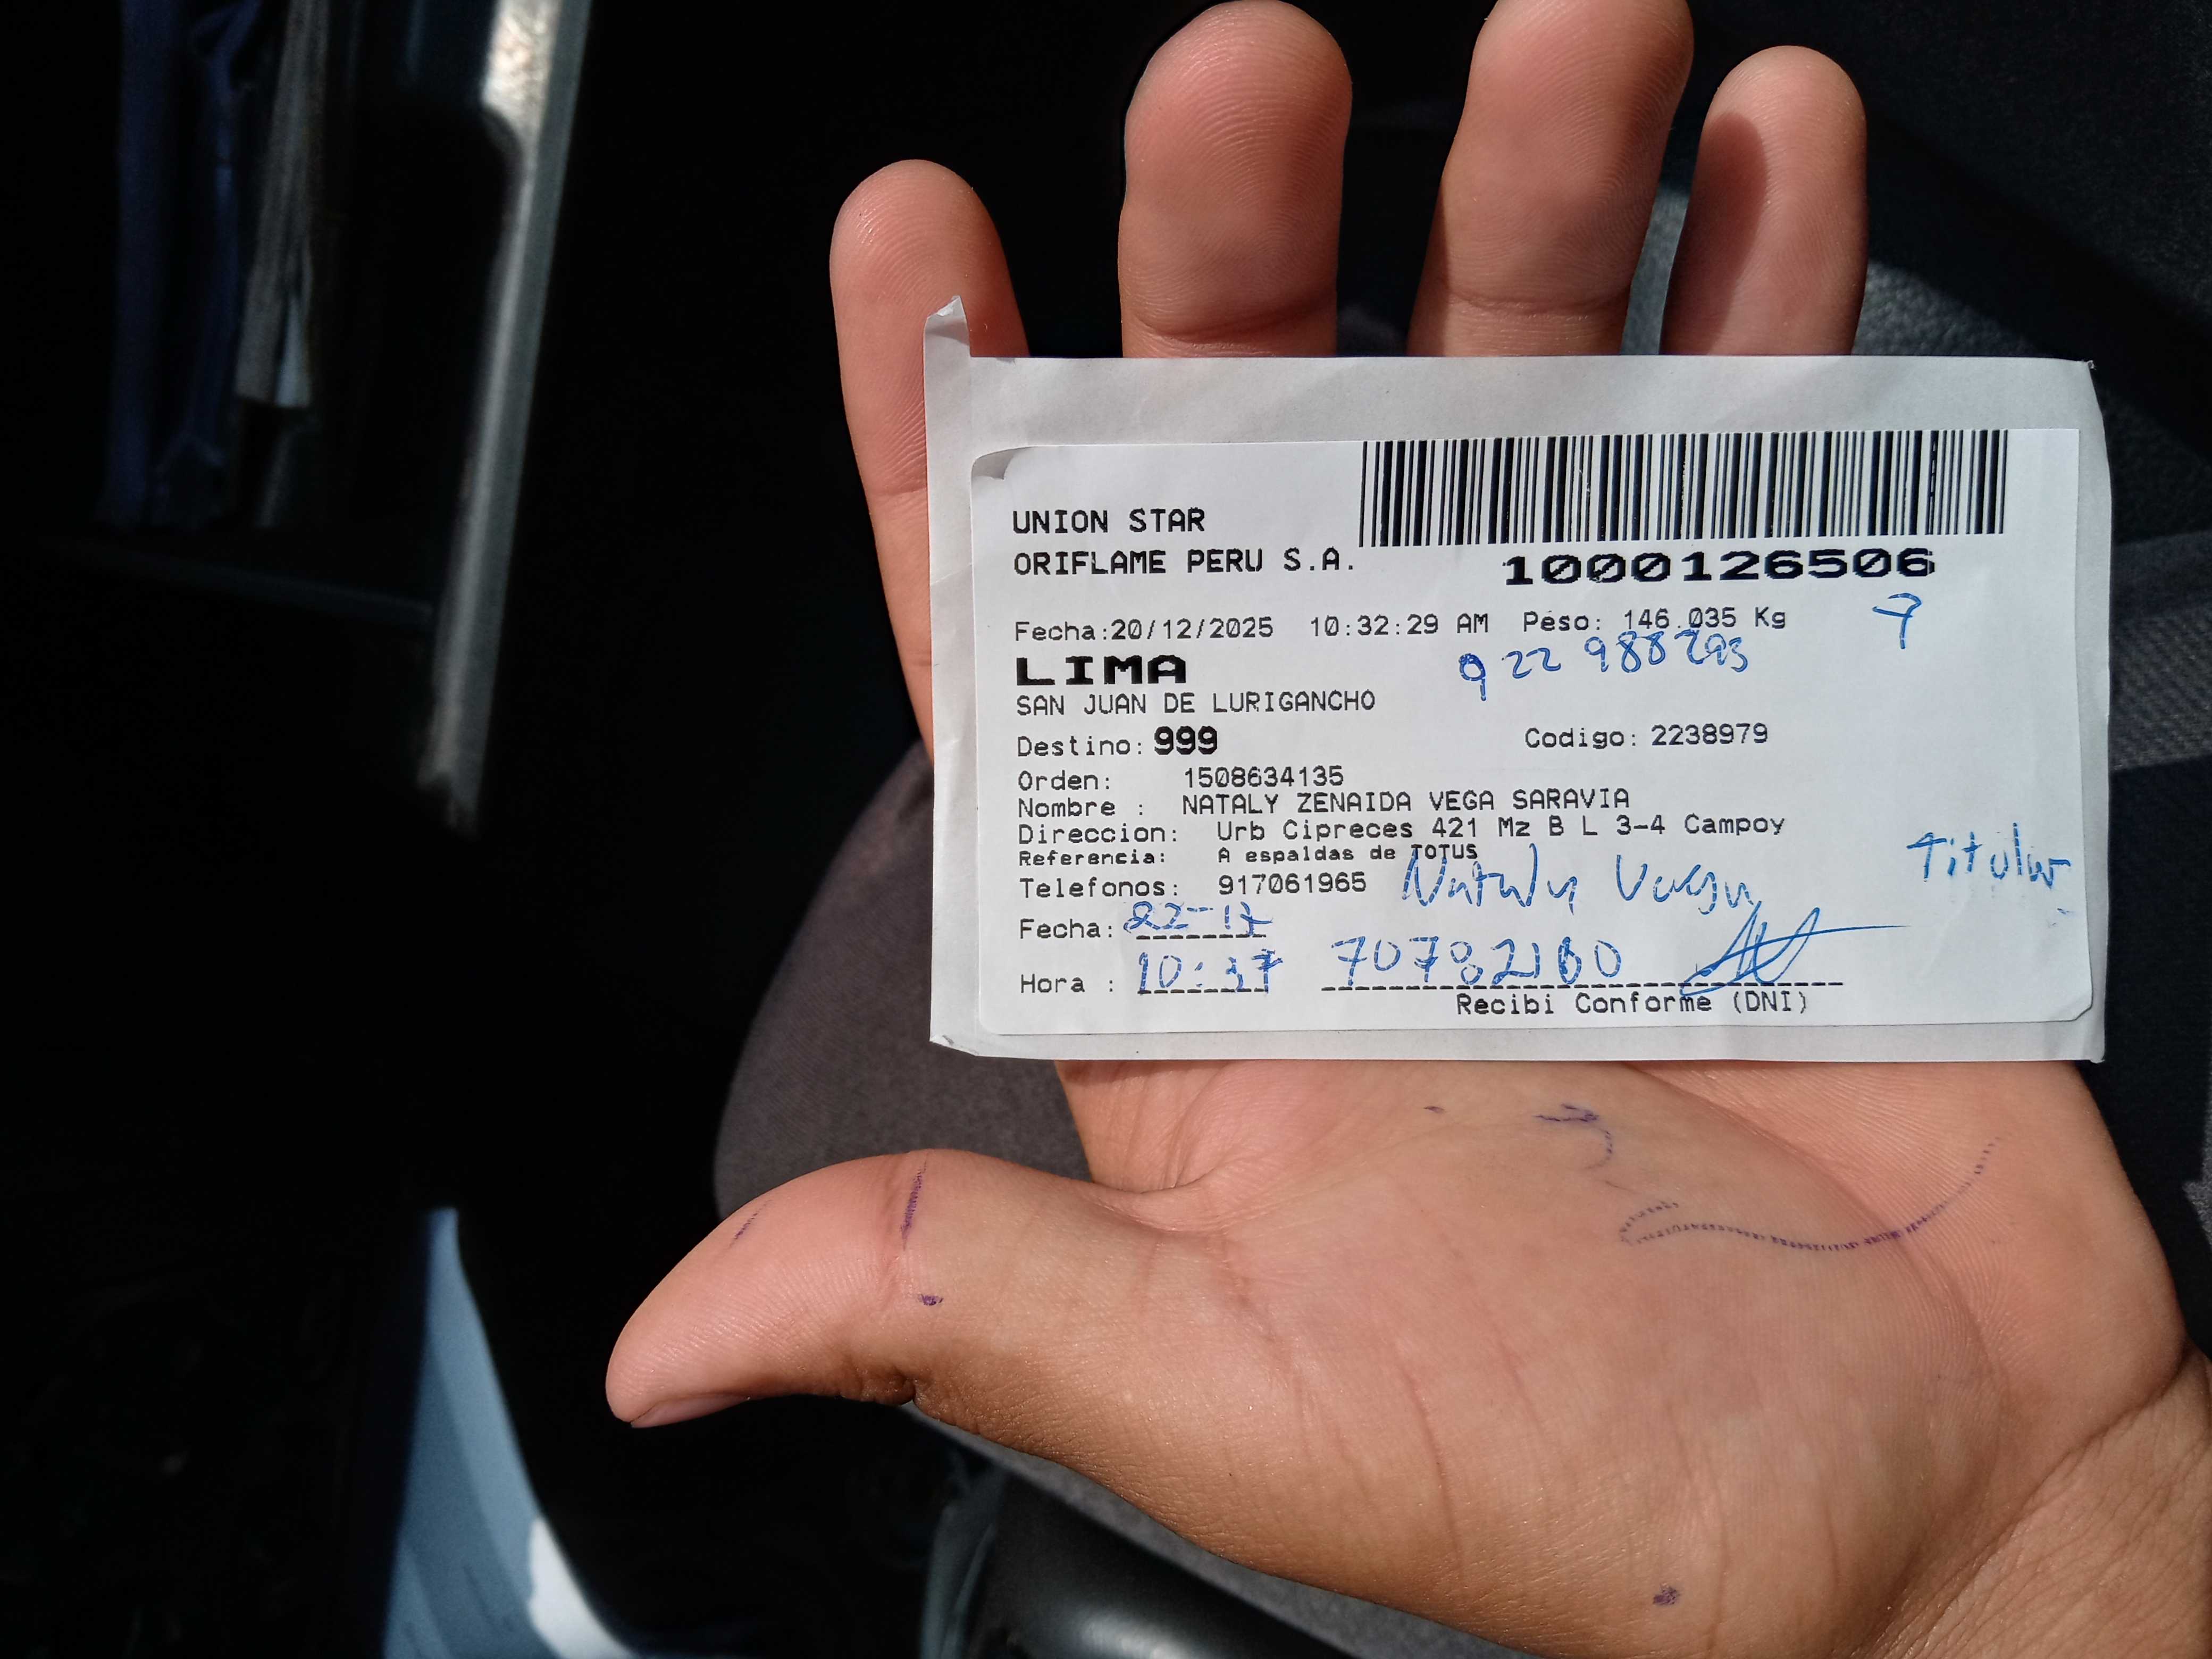 UNION STAR
ORIFLAME PERU S.A.
1000126506
Fecha:20/12/2025 10:32:29 AM Peso: 146.035 Kg 7
LIMA 922 988293
SAN JUAN DE LURIGANCHO
Destino: 999 Codigo: 2238979
Orden: 1508634135
Nombre : NATALY ZENAIDA VEGA SARAVIA
Direccion: Urb Cipreces 421 Mz B L 3-4 Campoy
Referencia: A espaldas de TOTUS Titular
Telefonos: 917061965 Nataly Vega
Fecha: 22-12
Hora : 10:37 70782160
Recibi Conforme (DNI)